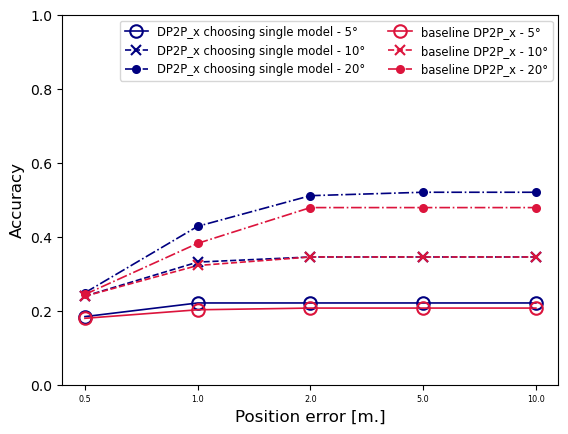 DP2P_x choosing single model - 5°
DP2P_x choosing single model - 10°
DP2P_x choosing single model - 20°
baseline DP2P_x - 5°
baseline DP2P_x - 10°
baseline DP2P_x - 20°
Accuracy
1.0
0.8
0.6
0.4
0.2
0.0
0.5 1.0 2.0 5.0 10.0
Position error [m.]